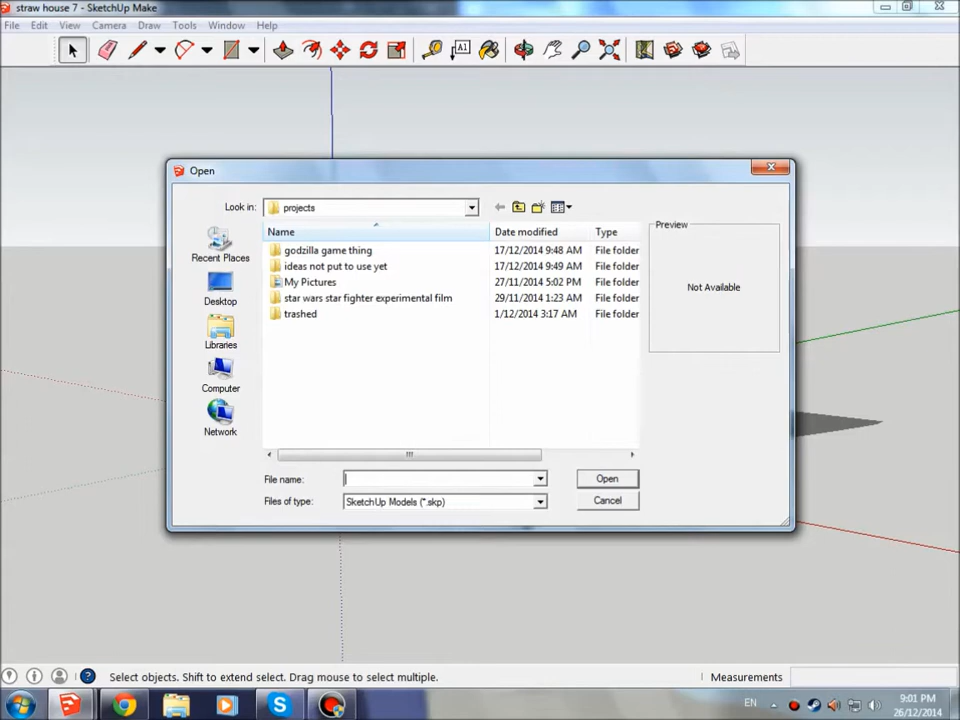 straw house 7 - SketchUp Make
File Edit View Camera Draw Tools Window Help
A1
Open
Look in: projects
Name Date modified Type
Preview
Recent Places
godzilla game thing 17/12/2014 9:48 AM File folder
ideas not put to use yet 17/12/2014 9:49 AM File folder
My Pictures 27/11/2014 5:02 PM File folder
star wars star fighter experimental film 29/11/2014 1:23 AM File folder
trashed 1/12/2014 3:17 AM File folder
Not Available
Desktop
Libraries
Computer
Network
File name: Open
Files of type: SketchUp Models (*.skp) Cancel
Select objects. Shift to extend select. Drag mouse to select multiple. Measurements
EN 9:01 PM
26/12/2014